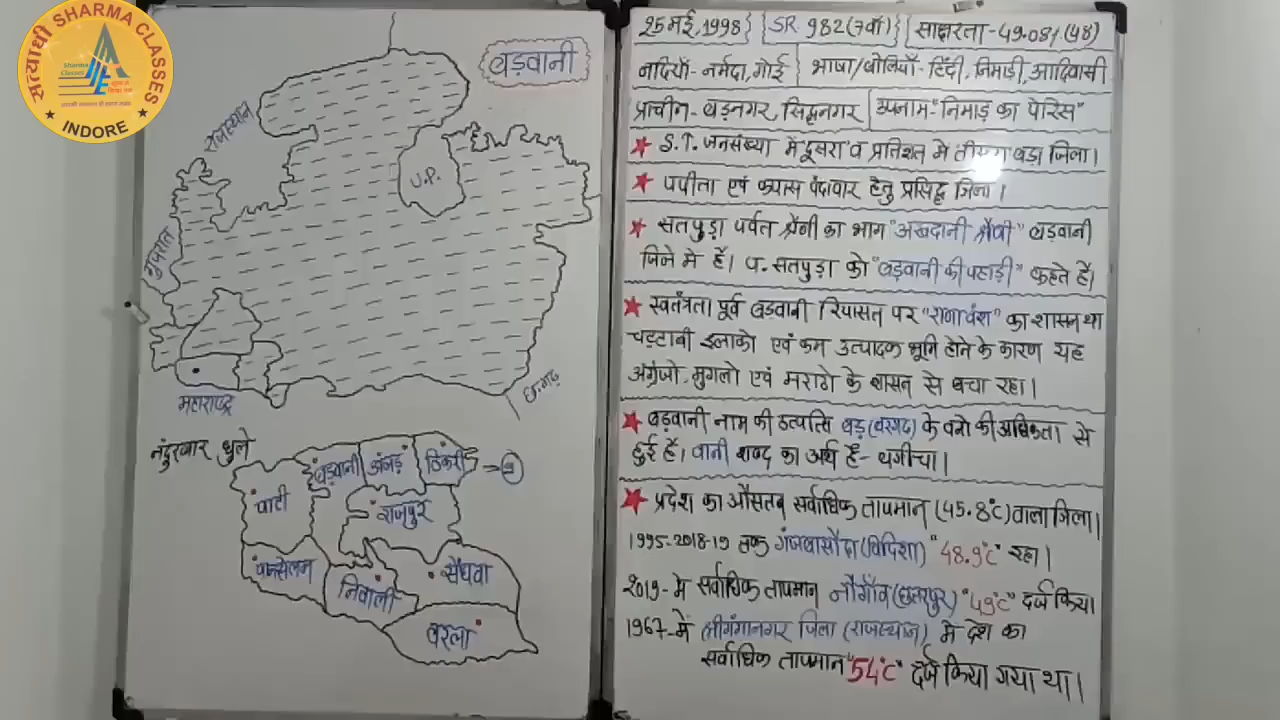 सत्यार्थी SHARMA CLASSES
Sharma Classes
INDORE
बड़वानी
राजस्थान
U.P.
गुजरात
महाराष्ट्र
छ.गढ़
नंदुरबार धुले
बड़वानी
अंजड़
ठिकरी
पाटी
राजपुर
पानसेमल
निवाली
सेंधवा
वरला
25 मई, 1998} {SR 982 (7वाँ)} [साक्षरता - 49.08% (48)
नदियाँ - नर्मदा, गोई } भाषा/बोलियाँ - हिंदी, निमाड़ी, आदिवासी
प्राचीन - बड़नगर, सिद्धनगर | उपनाम - "निमाड़ का पेरिस"
★ S.T. जनसंख्या में दूसरा व प्रतिशत में तीसरा बड़ा जिला।
★ पपीता एवं कपास पैदावार हेतु प्रसिद्ध जिला।
★ सतपुड़ा पर्वत श्रेनी का भाग "अखदानी श्रेणी" बड़वानी
जिले में है। प. सतपुड़ा को "बड़वानी की पहाड़ी" कहते हैं।
★ स्वतंत्रता पूर्व बड़वानी रियासत पर "राणावंश" का शासन था
चट्टानी इलाको एवं कम उत्पादक भूमि होने के कारण यह
अंग्रेजो, मुगलो एवं मराठो के शासन से बचा रहा।
★ बड़वानी नाम की उत्पत्ति बड़ (बरगद) के वनो की अधिकता से
हुई हैं। वानी शब्द का अर्थ है - बगीचा।
★ प्रदेश का औसतन सर्वाधिक तापमान (45.8°c) वाला जिला।
1995-2018-19 तक गंजबासौदा (विदिशा) "48.9°c" रहा।
2019 - में सर्वाधिक तापमान नौगाँव (छतरपुर) "49°c" दर्ज किया
1967 - में श्रीगंगानगर जिला (राजस्थान) में देश का
सर्वाधिक तापमान "54°c" दर्ज किया गया था।